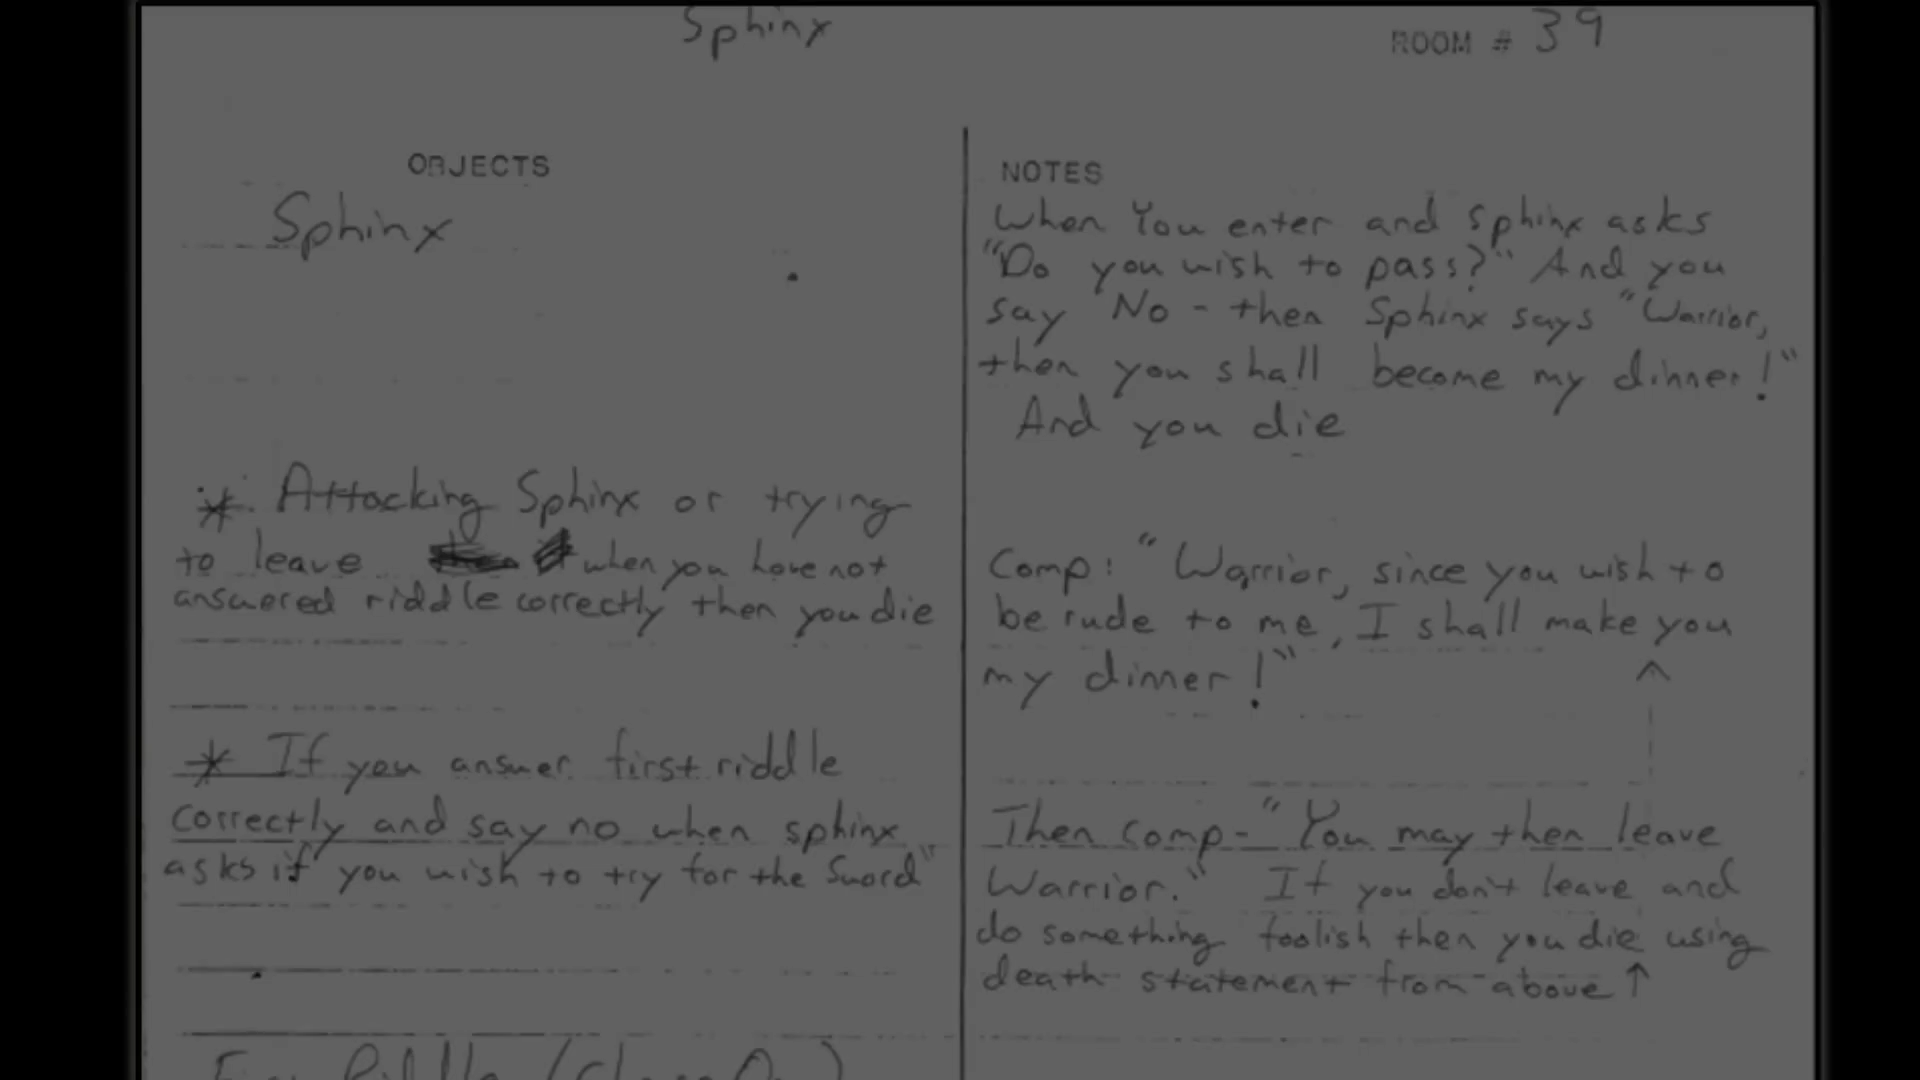 Sphinx
ROOM # 39
OBJECTS
Sphinx
* Attacking Sphinx or trying
to leave when you have not
answered riddle correctly then you die
* If you answer first riddle
correctly and say no when sphinx
asks if you wish to try for the Sword"
NOTES
When You enter and sphinx asks
"Do you wish to pass?" And you
say No - then Sphinx says "Warrior,
then you shall become my dinner!"
And you die
Comp: "Warrior, since you wish to
be rude to me, I shall make you
my dinner!"
Then Comp- "You may then leave
Warrior." If you don't leave and
do something foolish then you die using
death statement from above ↑